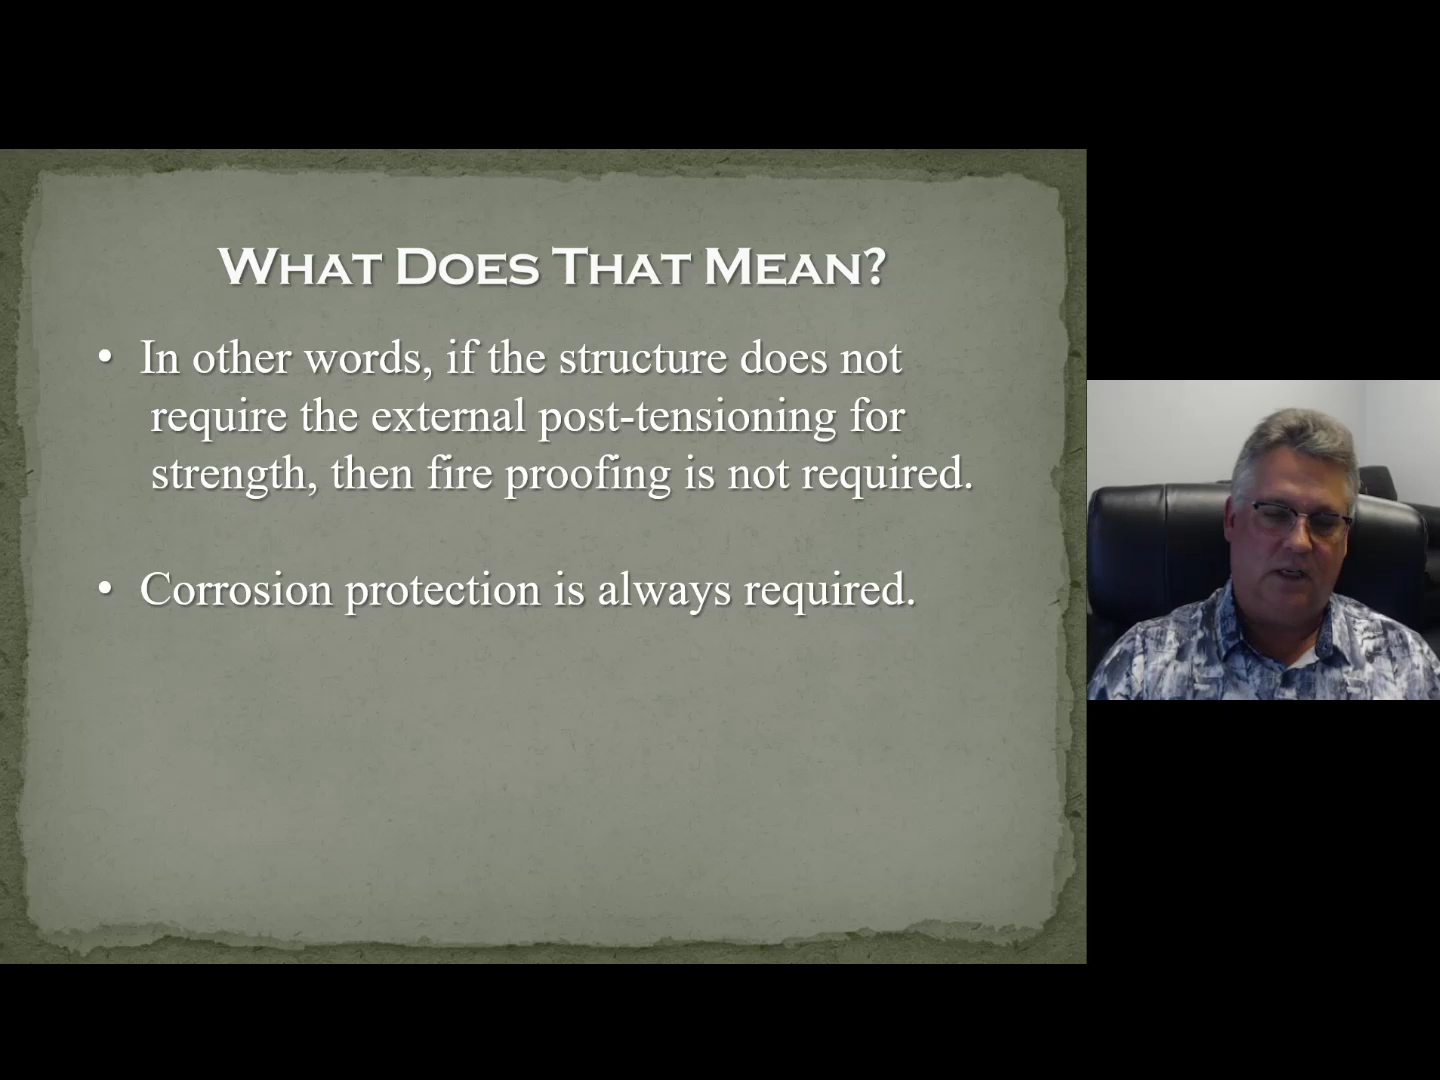 What Does That Mean?
• In other words, if the structure does not
require the external post-tensioning for
strength, then fire proofing is not required.
• Corrosion protection is always required.